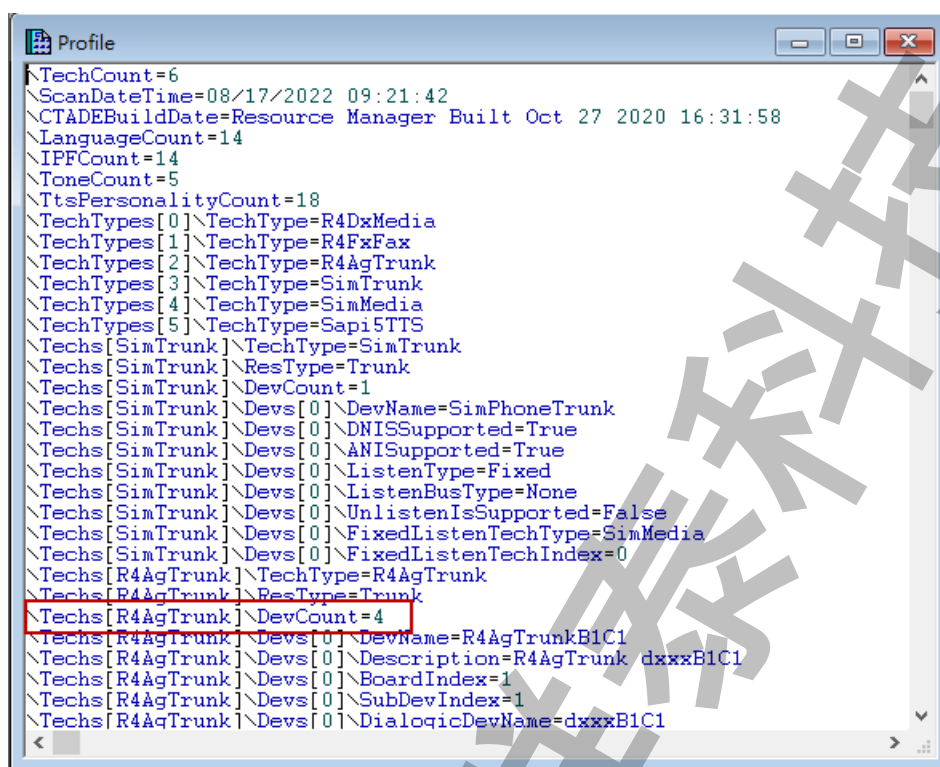 Profile
\TechCount=6
\ScanDateTime=08/17/2022 09:21:42
\CTADEBuildDate=Resource Manager Built Oct 27 2020 16:31:58
\LanguageCount=14
\IPFCount=14
\ToneCount=5
\TtsPersonalityCount=18
\TechTypes[0]\TechType=R4DxMedia
\TechTypes[1]\TechType=R4FxFax
\TechTypes[2]\TechType=R4AgTrunk
\TechTypes[3]\TechType=SimTrunk
\TechTypes[4]\TechType=SimMedia
\TechTypes[5]\TechType=Sapi5TTS
\Techs[SimTrunk]\TechType=SimTrunk
\Techs[SimTrunk]\ResType=Trunk
\Techs[SimTrunk]\DevCount=1
\Techs[SimTrunk]\Devs[0]\DevName=SimPhoneTrunk
\Techs[SimTrunk]\Devs[0]\DNISSupported=True
\Techs[SimTrunk]\Devs[0]\ANISupported=True
\Techs[SimTrunk]\Devs[0]\ListenType=Fixed
\Techs[SimTrunk]\Devs[0]\ListenBusType=None
\Techs[SimTrunk]\Devs[0]\UnlistenIsSupported=False
\Techs[SimTrunk]\Devs[0]\FixedListenTechType=SimMedia
\Techs[SimTrunk]\Devs[0]\FixedListenTechIndex=0
\Techs[R4AgTrunk]\TechType=R4AgTrunk
\Techs[R4AgTrunk]\ResType=Trunk
\Techs[R4AgTrunk]\DevCount=4
\Techs[R4AgTrunk]\Devs[0]\DevName=R4AgTrunkB1C1
\Techs[R4AgTrunk]\Devs[0]\Description=R4AgTrunk dxxxB1C1
\Techs[R4AgTrunk]\Devs[0]\BoardIndex=1
\Techs[R4AgTrunk]\Devs[0]\SubDevIndex=1
\Techs[R4AgTrunk]\Devs[0]\DialogicDevName=dxxxB1C1
泰科技